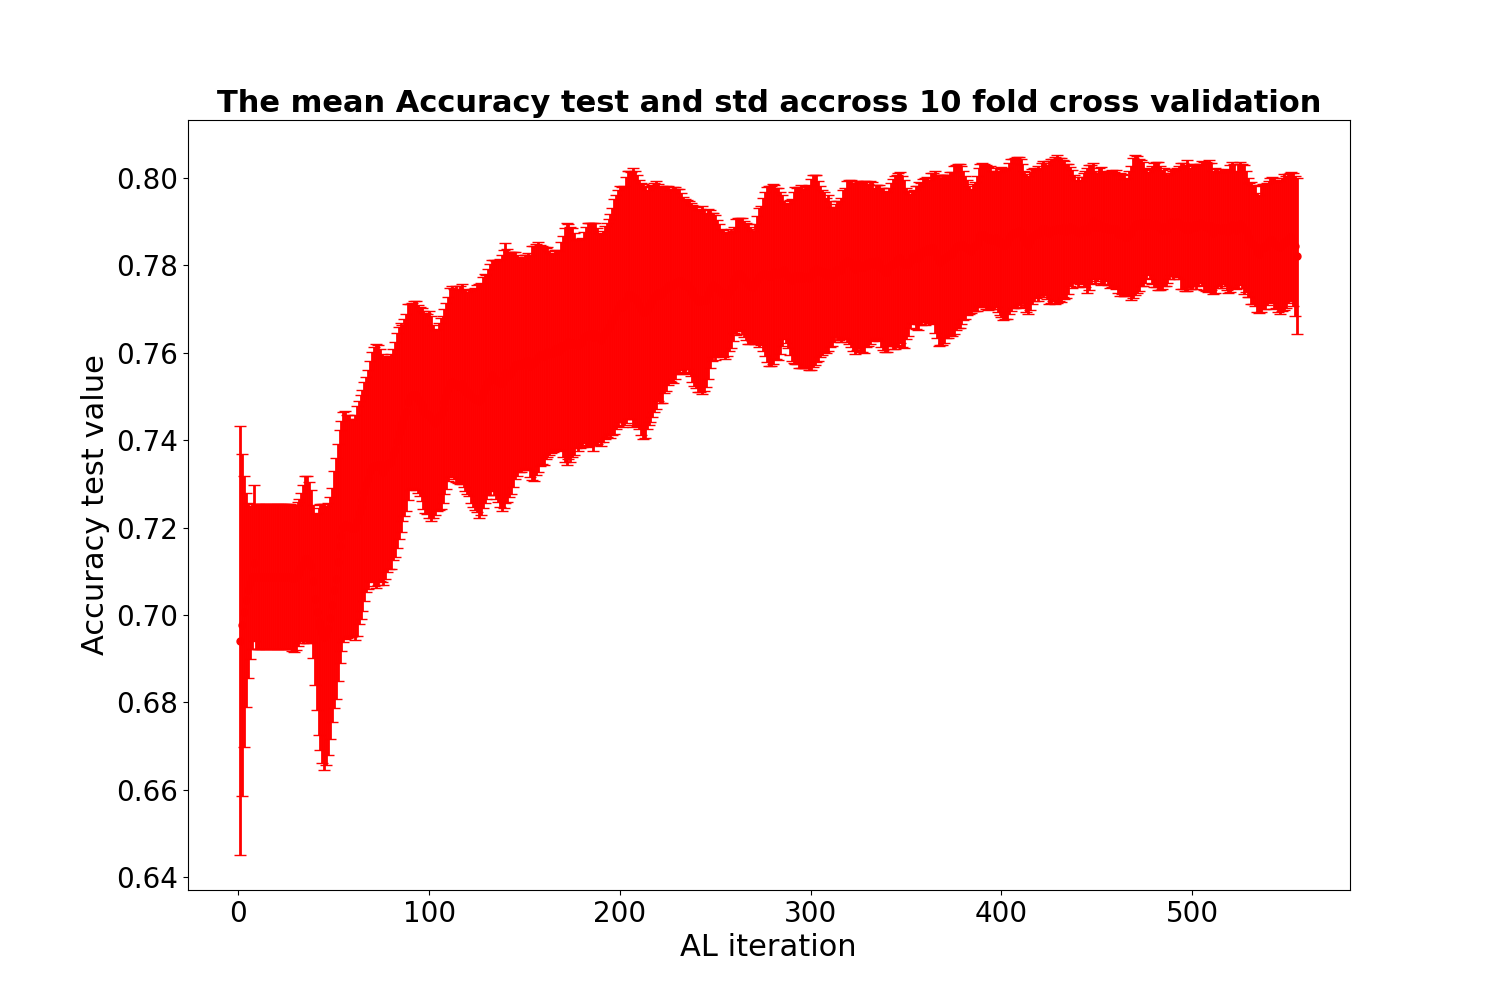 The mean Accuracy test and std accross 10 fold cross validation
Accuracy test value
0.80
0.78
0.76
0.74
0.72
0.70
0.68
0.66
0.64
0 100 200 300 400 500
AL iteration